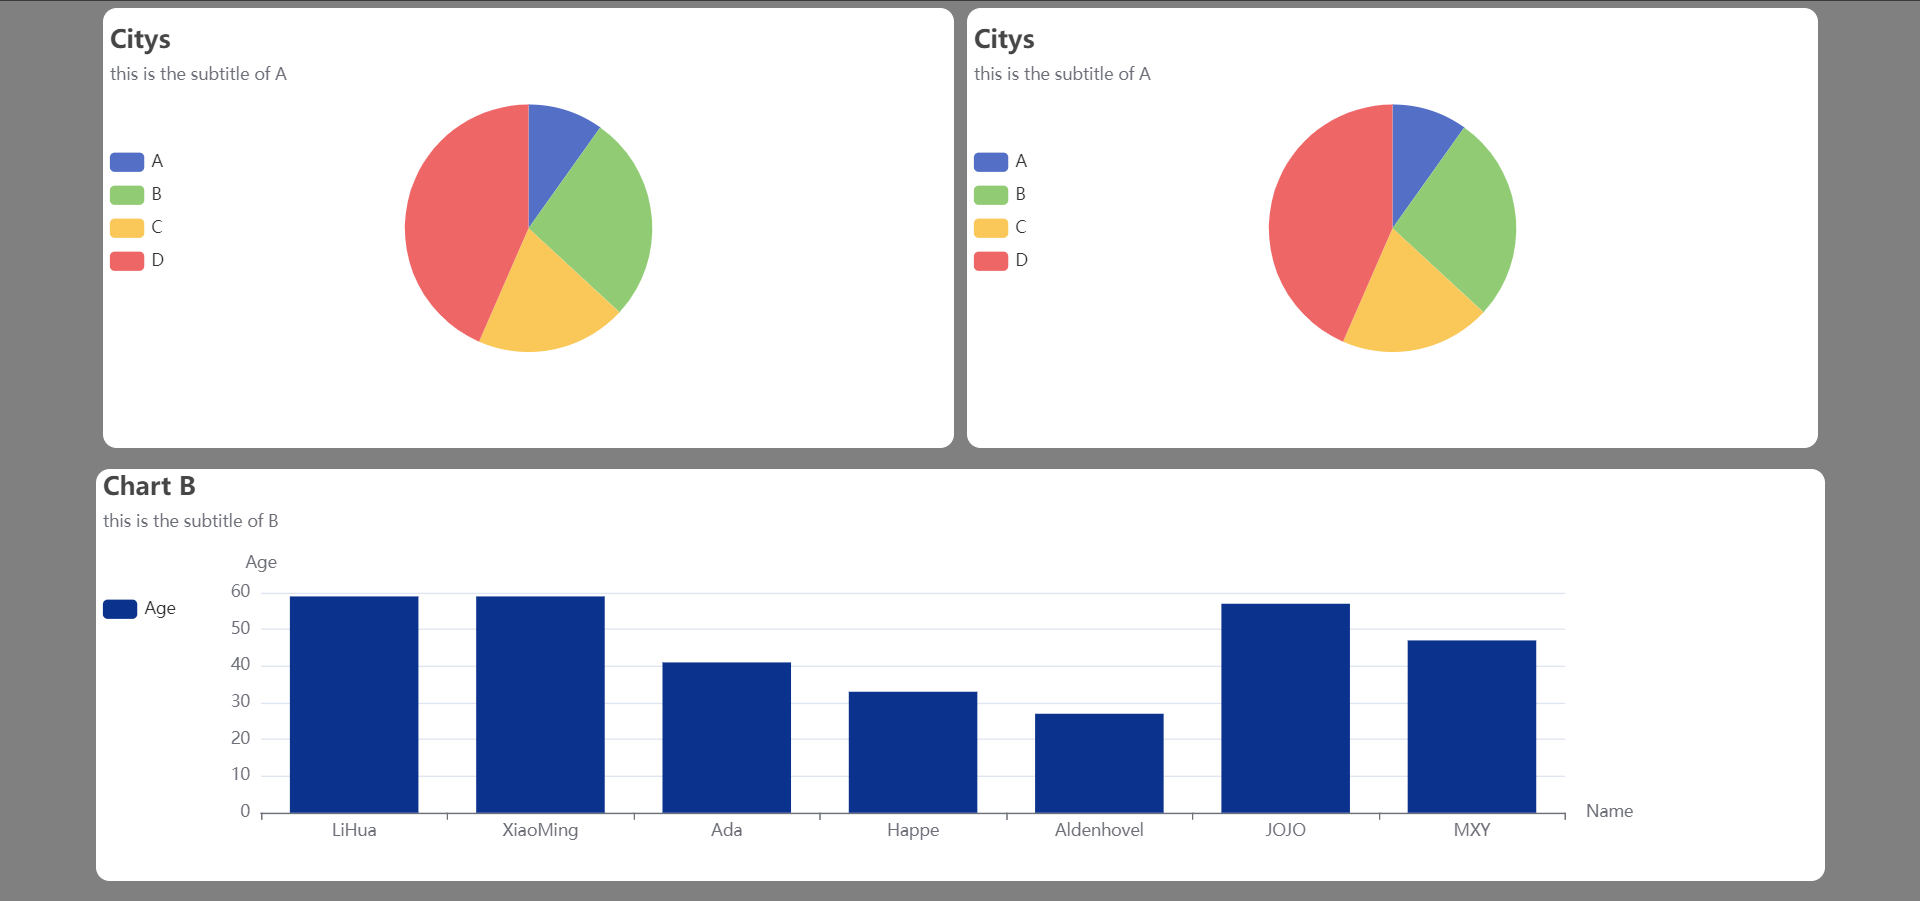 Citys
this is the subtitle of A
A
B
C
D
Citys
this is the subtitle of A
A
B
C
D
Chart B
this is the subtitle of B
Age
Age
60
50
40
30
20
10
0
LiHua XiaoMing Ada Happe Aldenhovel JOJO MXY
Name